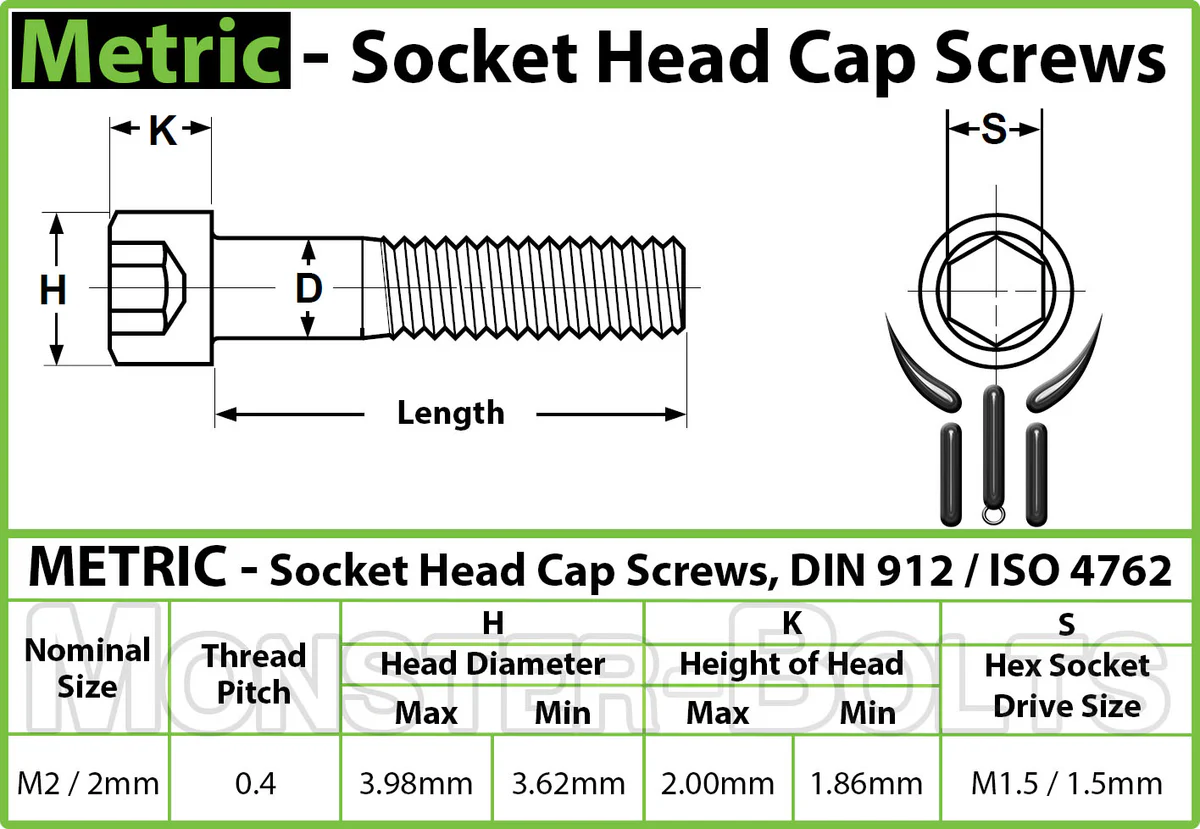 Metric - Socket Head Cap Screws
K
S
H
D
Length
METRIC - Socket Head Cap Screws, DIN 912 / ISO 4762
MONSTER-BOLTS
Nominal
Size
Thread
Pitch
H
Head Diameter
Max Min
K
Height of Head
Max Min
S
Hex Socket
Drive Size
M2 / 2mm 0.4 3.98mm 3.62mm 2.00mm 1.86mm M1.5 / 1.5mm